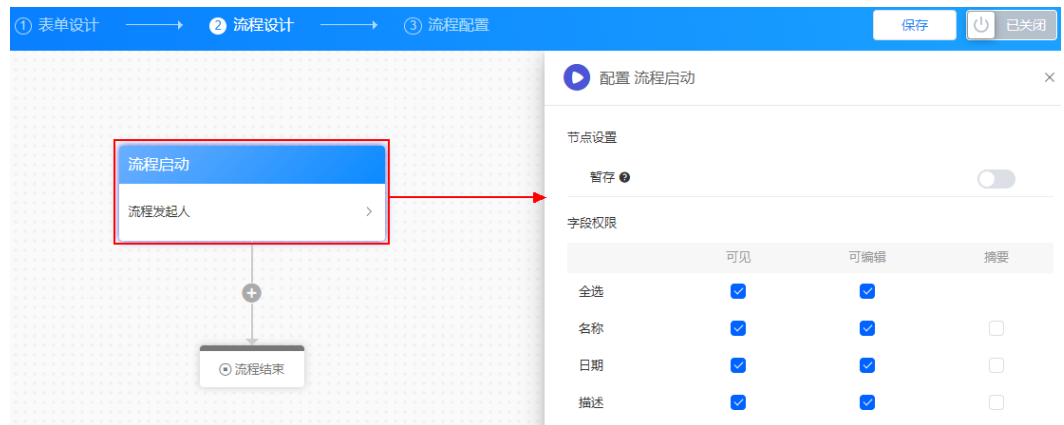 ① 表单设计
② 流程设计
③ 流程配置
保存
已关闭
配置 流程启动
节点设置
流程启动
暂存
流程发起人
字段权限
可见 可编辑 摘要
全选
名称
日期
流程结束
描述